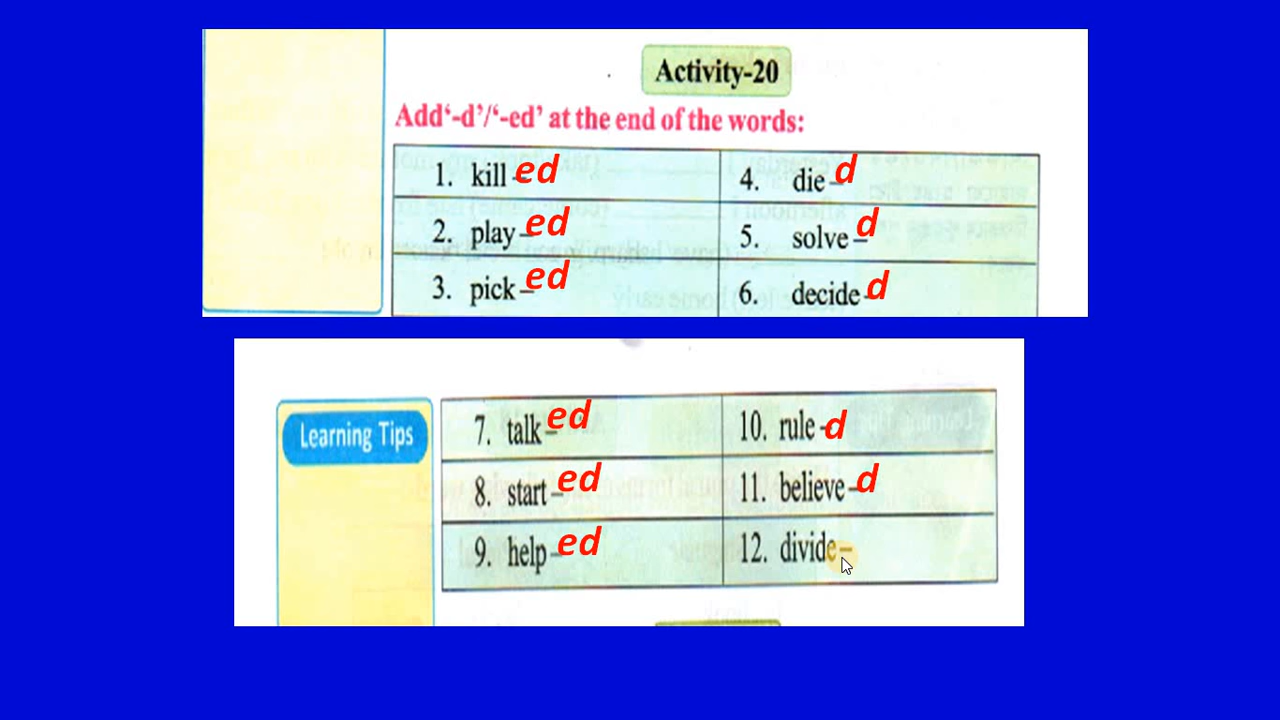 Activity-20
Add‘-d’/‘-ed’ at the end of the words:
1. kill – ed
4. die – d
2. play – ed
5. solve – d
3. pick – ed
6. decide – d
Learning Tips
7. talk – ed
10. rule – d
8. start – ed
11. believe – d
9. help – ed
12. divide –